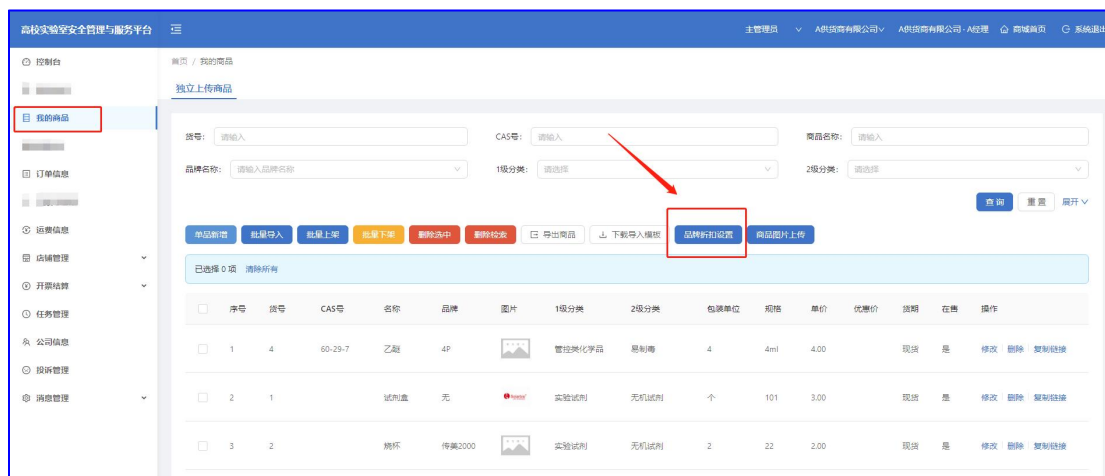 高校实验室安全管理与服务平台
主管理员 A供货商有限公司 A供货商有限公司-A经理 商城首页 系统退出
控制台
我的商品
订单信息
运费信息
店铺管理
开票结算
任务管理
公司信息
投诉管理
消息管理
首页 / 我的商品
独立上传商品
货号: 请输入 CAS号: 请输入 商品名称: 请输入
品牌名称: 请输入品牌名称 1级分类: 请选择 2级分类: 请选择
查询 重置 展开
单品新增 批量导入 批量上架 批量下架 删除选中 删除检索 导出商品 下载导入模板 品牌折扣设置 商品图片上传
已选择 0 项 清除所有
序号 货号 CAS号 名称 品牌 图片 1级分类 2级分类 包装单位 规格 单价 优惠价 货期 在售 操作
1 4 60-29-7 乙醚 4P 管控类化学品 易制毒 4 4ml 4.00 现货 是 修改 删除 复制链接
2 1 试剂盒 无 实验试剂 无机试剂 个 101 3.00 现货 是 修改 删除 复制链接
3 2 烧杯 传美2000 实验试剂 无机试剂 2 22 2.00 现货 是 修改 删除 复制链接